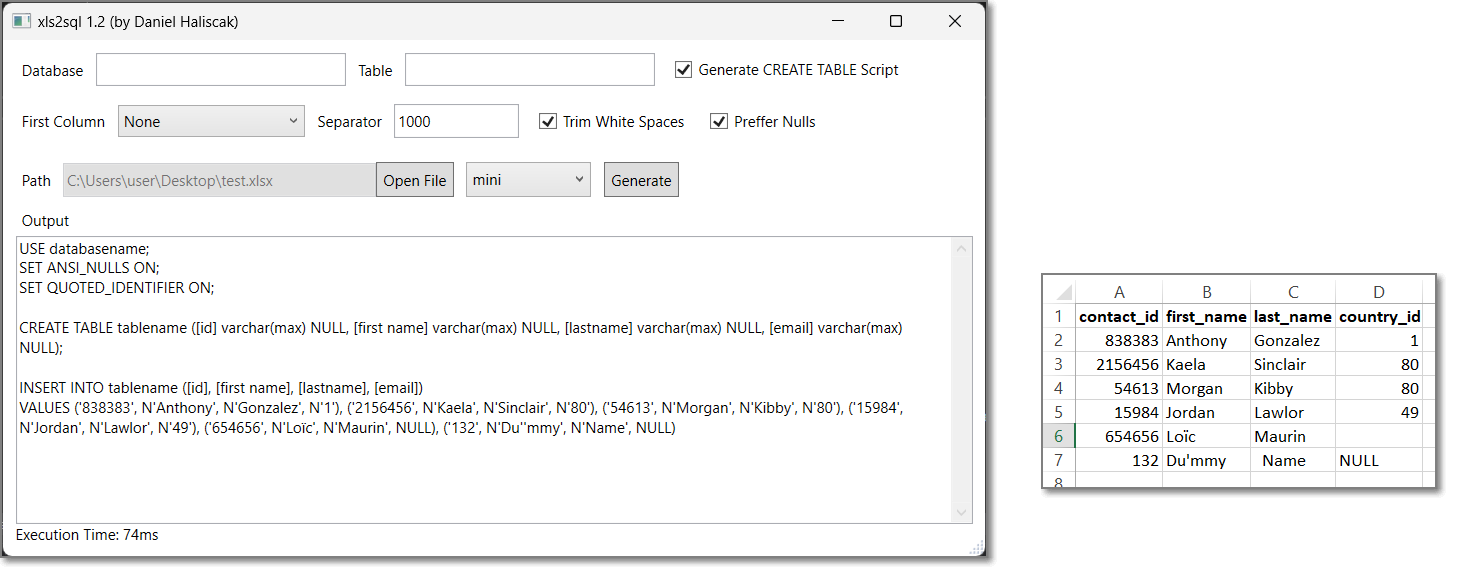 xls2sql 1.2 (by Daniel Haliscak)
Database Table Generate CREATE TABLE Script
First Column None Separator 1000 Trim White Spaces Preffer Nulls
Path C:\Users\user\Desktop\test.xlsx Open File mini Generate
Output
USE databasename;
SET ANSI_NULLS ON;
SET QUOTED_IDENTIFIER ON;
CREATE TABLE tablename ([id] varchar(max) NULL, [first name] varchar(max) NULL, [lastname] varchar(max) NULL, [email] varchar(max)
NULL);
INSERT INTO tablename ([id], [first name], [lastname], [email])
VALUES ('838383', N'Anthony', N'Gonzalez', N'1'), ('2156456', N'Kaela', N'Sinclair', N'80'), ('54613', N'Morgan', N'Kibby', N'80'), ('15984',
N'Jordan', N'Lawlor', N'49'), ('654656', N'Loïc', N'Maurin', NULL), ('132', N'Du''mmy', N'Name', NULL)
Execution Time: 74ms
A B C D
1 contact_id first_name last_name country_id
2 838383 Anthony Gonzalez 1
3 2156456 Kaela Sinclair 80
4 54613 Morgan Kibby 80
5 15984 Jordan Lawlor 49
6 654656 Loïc Maurin
7 132 Du'mmy Name NULL
8